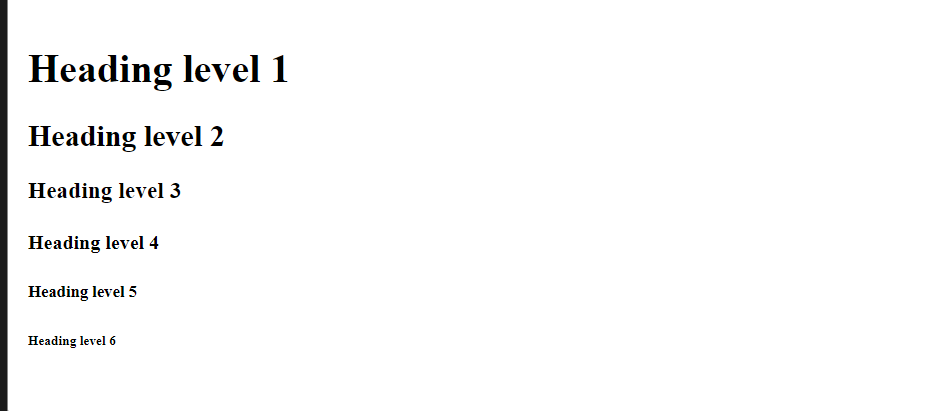 Heading level 1
Heading level 2
Heading level 3
Heading level 4
Heading level 5
Heading level 6